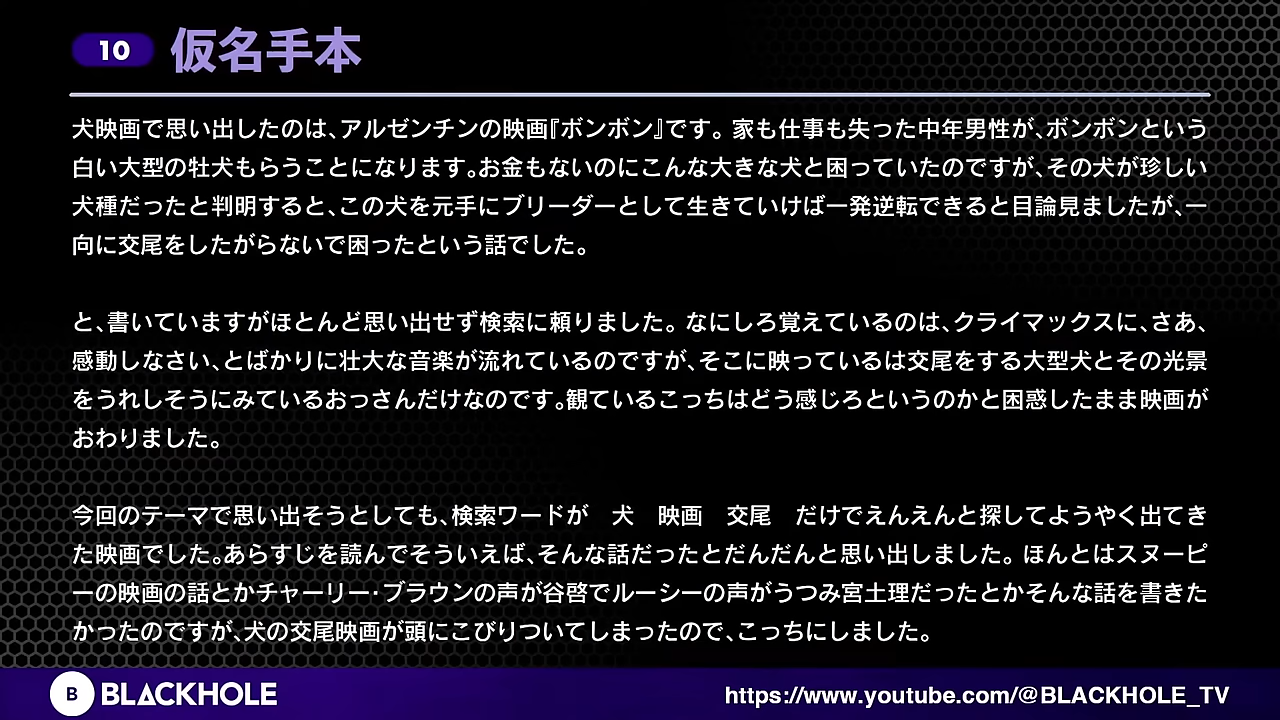 10 仮名手本
犬映画で思い出したのは、アルゼンチンの映画『ボンボン』です。家も仕事も失った中年男性が、ボンボンという
白い大型の牡犬もらうことになります。お金もないのにこんな大きな犬と困っていたのですが、その犬が珍しい
犬種だったと判明すると、この犬を元手にブリーダーとして生きていけば一発逆転できると目論見ましたが、一
向に交尾をしたがらないで困ったという話でした。
と、書いていますがほとんど思い出せず検索に頼りました。なにしろ覚えているのは、クライマックスに、さあ、
感動しなさい、とばかりに壮大な音楽が流れているのですが、そこに映っているは交尾をする大型犬とその光景
をうれしそうにみているおっさんだけなのです。観ているこっちはどう感じろというのかと困惑したまま映画が
おわりました。
今回のテーマで思い出そうとしても、検索ワードが　犬　映画　交尾　だけでえんえんと探してようやく出てき
た映画でした。あらすじを読んでそういえば、そんな話だったとだんだんと思い出しました。ほんとはスヌーピ
ーの映画の話とかチャーリー・ブラウンの声が谷啓でルーシーの声がうつみ宮土理だったとかそんな話を書きた
かったのですが、犬の交尾映画が頭にこびりついてしまったので、こっちにしました。
B BLACKHOLE
https://www.youtube.com/@BLACKHOLE_TV